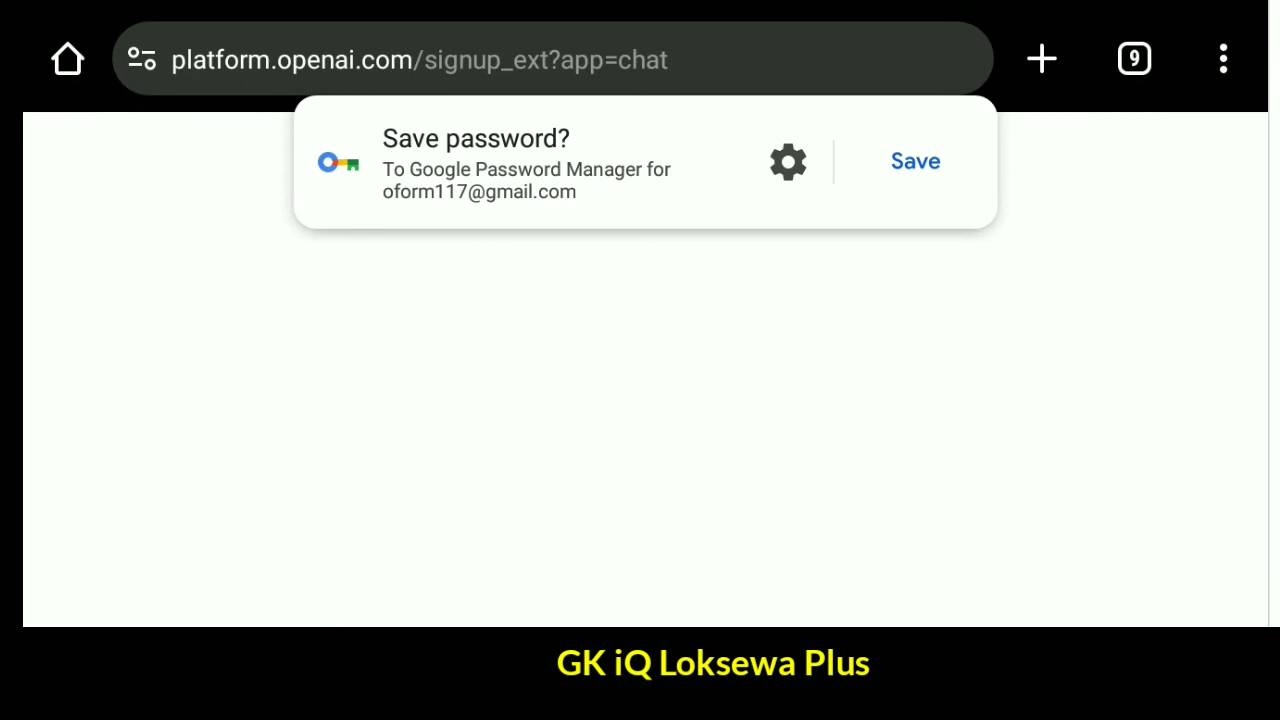 platform.openai.com/signup_ext?app=chat
9
Save password?
To Google Password Manager for
oform117@gmail.com
Save
GK iQ Loksewa Plus